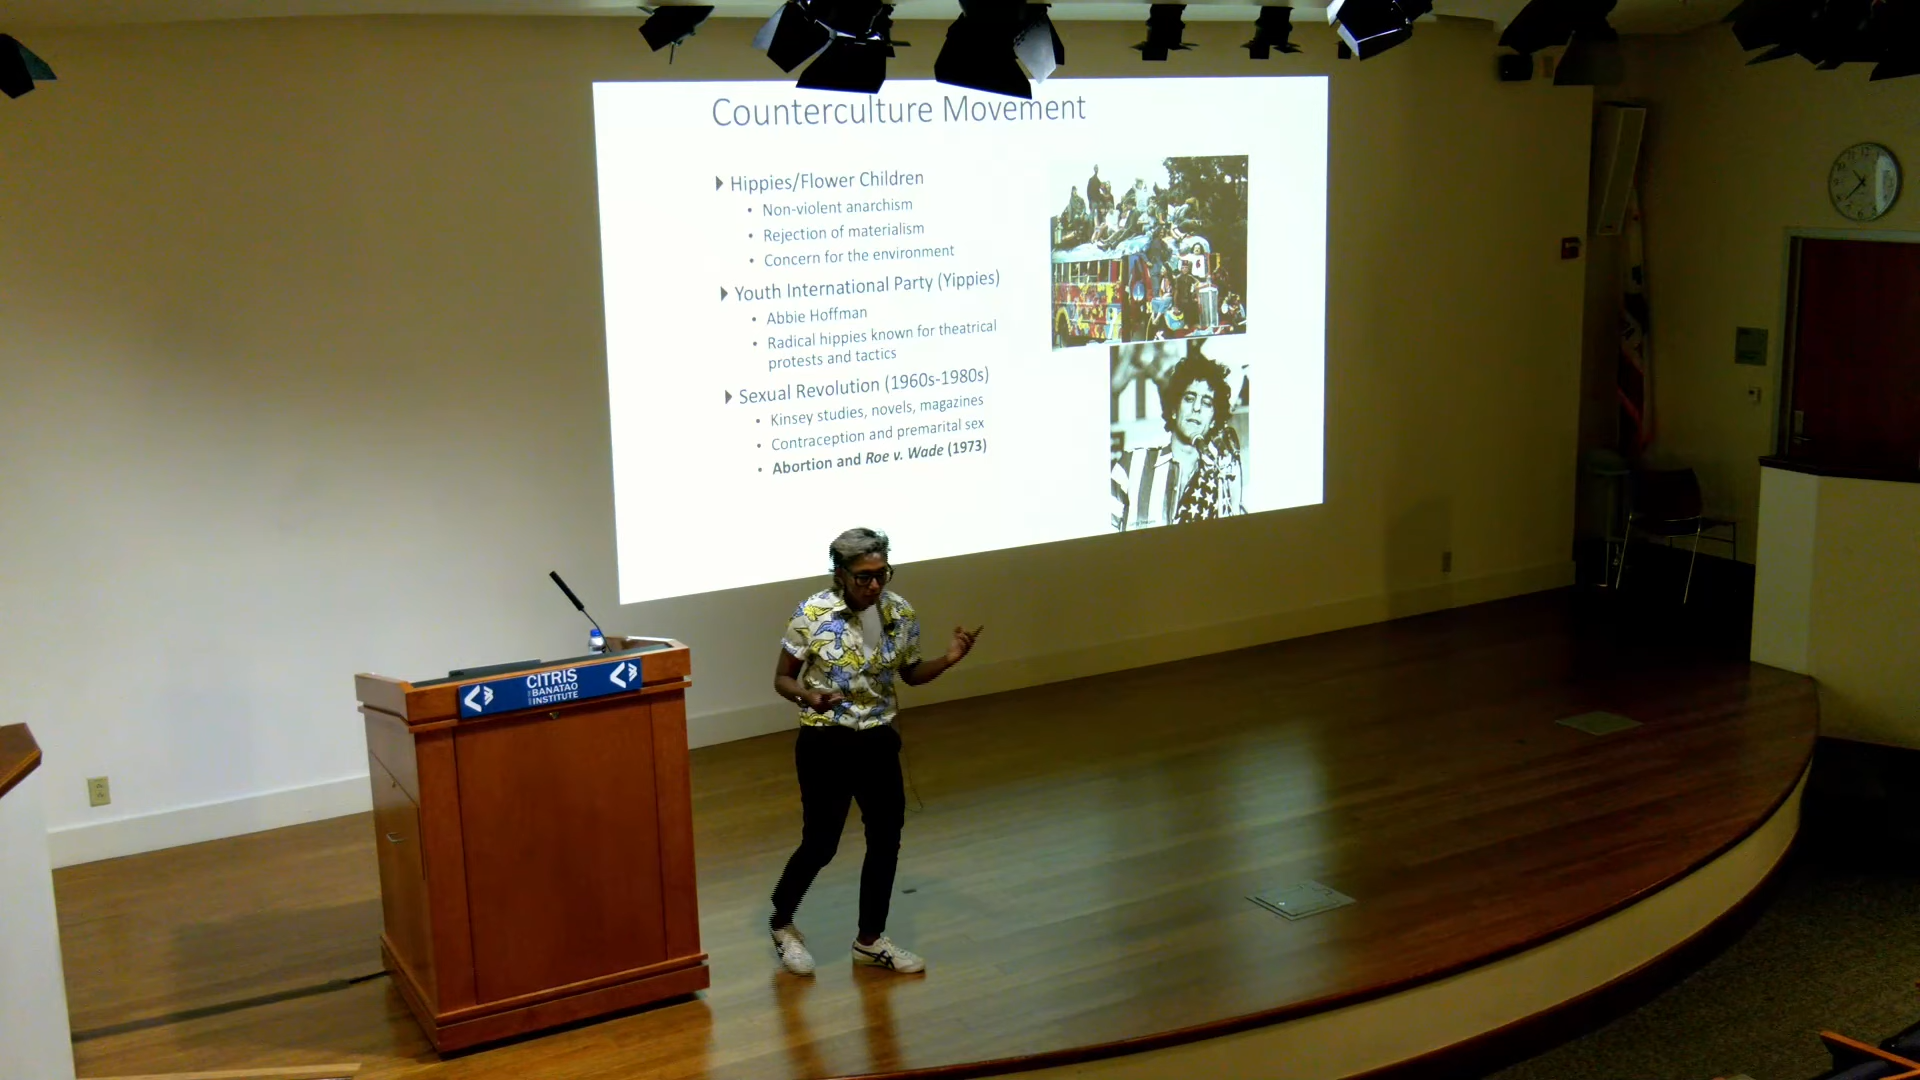 Counterculture Movement
Hippies/Flower Children
• Non-violent anarchism
• Rejection of materialism
• Concern for the environment
Youth International Party (Yippies)
• Abbie Hoffman
• Radical hippies known for theatrical
protests and tactics
Sexual Revolution (1960s-1980s)
• Kinsey studies, novels, magazines
• Contraception and premarital sex
• Abortion and Roe v. Wade (1973)
CITRIS
BANATAO
INSTITUTE